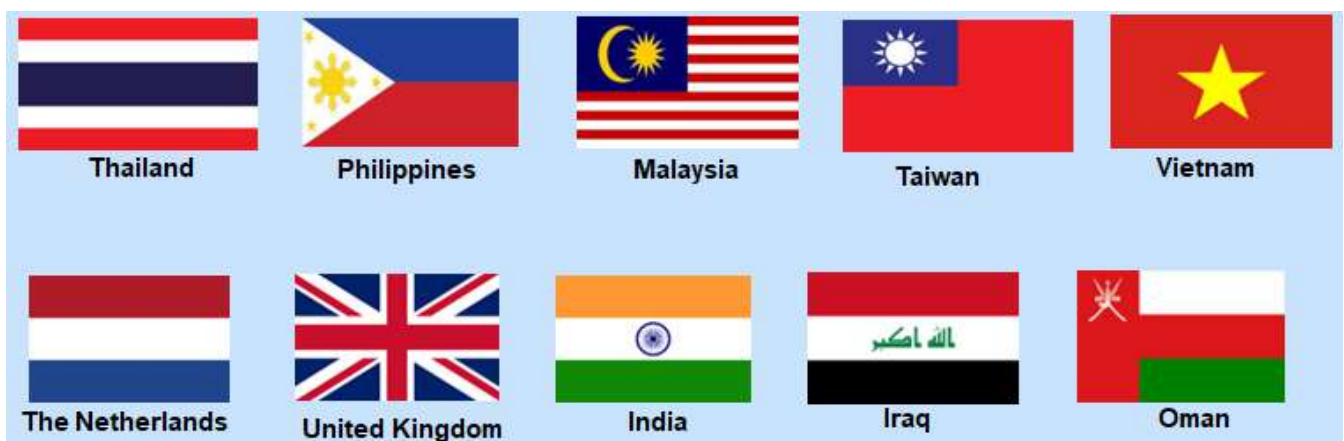 Thailand
Philippines
Malaysia
Taiwan
Vietnam
الله اكبر
The Netherlands
United Kingdom
India
Iraq
Oman